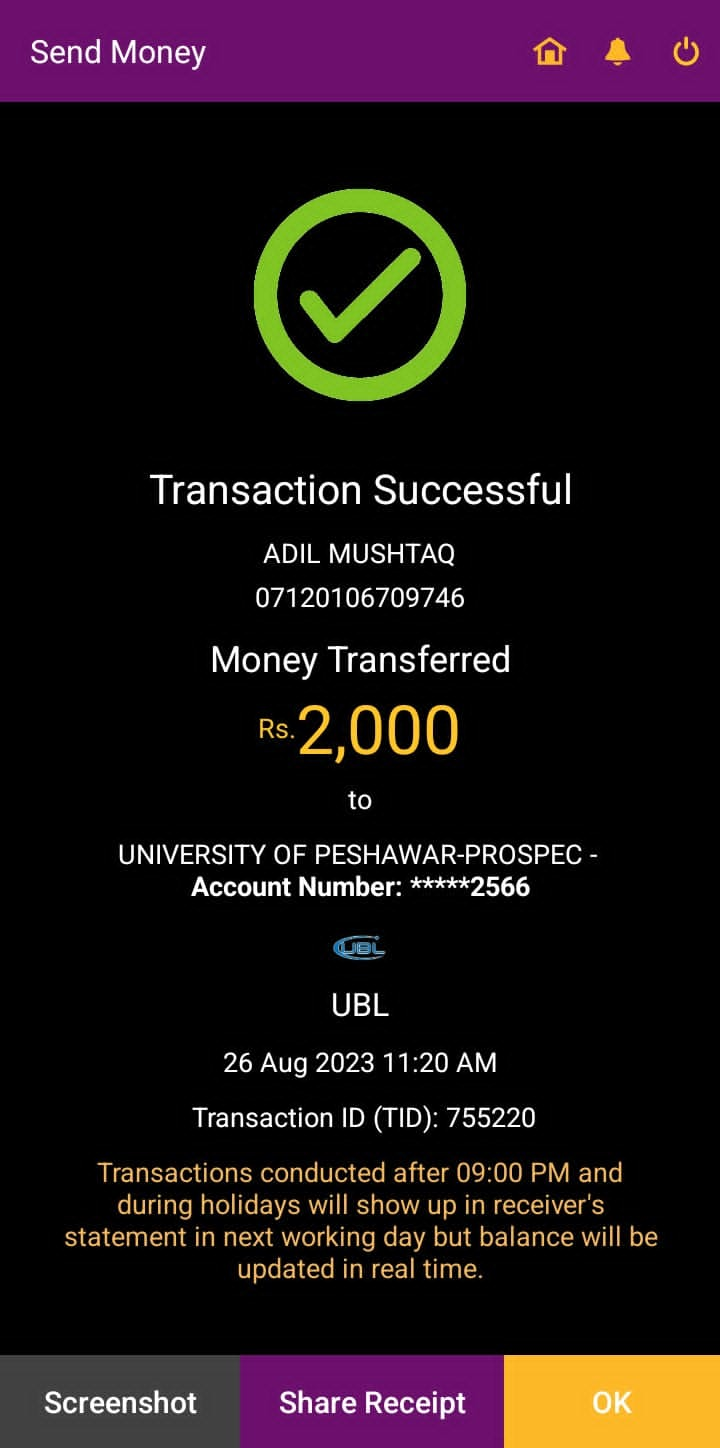 Send Money
Transaction Successful
ADIL MUSHTAQ
07120106709746
Money Transferred
Rs.2,000
to
UNIVERSITY OF PESHAWAR-PROSPEC -
Account Number: *****2566
UBL
UBL
26 Aug 2023 11:20 AM
Transaction ID (TID): 755220
Transactions conducted after 09:00 PM and
during holidays will show up in receiver's
statement in next working day but balance will be
updated in real time.
Screenshot
Share Receipt
OK